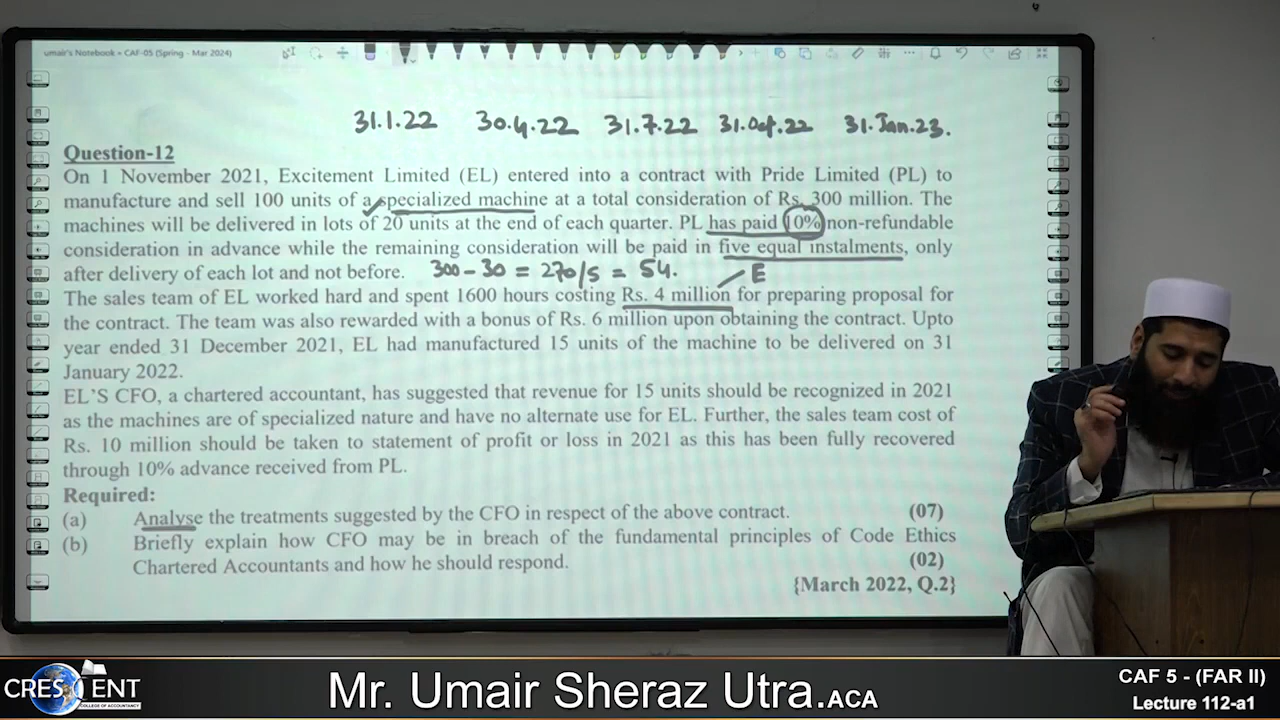 umair's Notebook » CAF-05 (Spring - Mar 2024)
31.1.22 30.4.22 31.7.22 31.Oct.22 31.Jan.23.
Question-12
On 1 November 2021, Excitement Limited (EL) entered into a contract with Pride Limited (PL) to
manufacture and sell 100 units of a specialized machine at a total consideration of Rs. 300 million. The
machines will be delivered in lots of 20 units at the end of each quarter. PL has paid 10% non-refundable
consideration in advance while the remaining consideration will be paid in five equal instalments, only
after delivery of each lot and not before. 300 - 30 = 270/5 = 54. E
The sales team of EL worked hard and spent 1600 hours costing Rs. 4 million for preparing proposal for
the contract. The team was also rewarded with a bonus of Rs. 6 million upon obtaining the contract. Upto
year ended 31 December 2021, EL had manufactured 15 units of the machine to be delivered on 31
January 2022.
EL'S CFO, a chartered accountant, has suggested that revenue for 15 units should be recognized in 2021
as the machines are of specialized nature and have no alternate use for EL. Further, the sales team cost of
Rs. 10 million should be taken to statement of profit or loss in 2021 as this has been fully recovered
through 10% advance received from PL.
Required:
(a) Analyse the treatments suggested by the CFO in respect of the above contract. (07)
(b) Briefly explain how CFO may be in breach of the fundamental principles of Code Ethics
Chartered Accountants and how he should respond. (02)
{March 2022, Q.2}
CRESCENT
COLLEGE OF ACCOUNTANCY
Mr. Umair Sheraz Utra.ACA
CAF 5 - (FAR II)
Lecture 112-a1